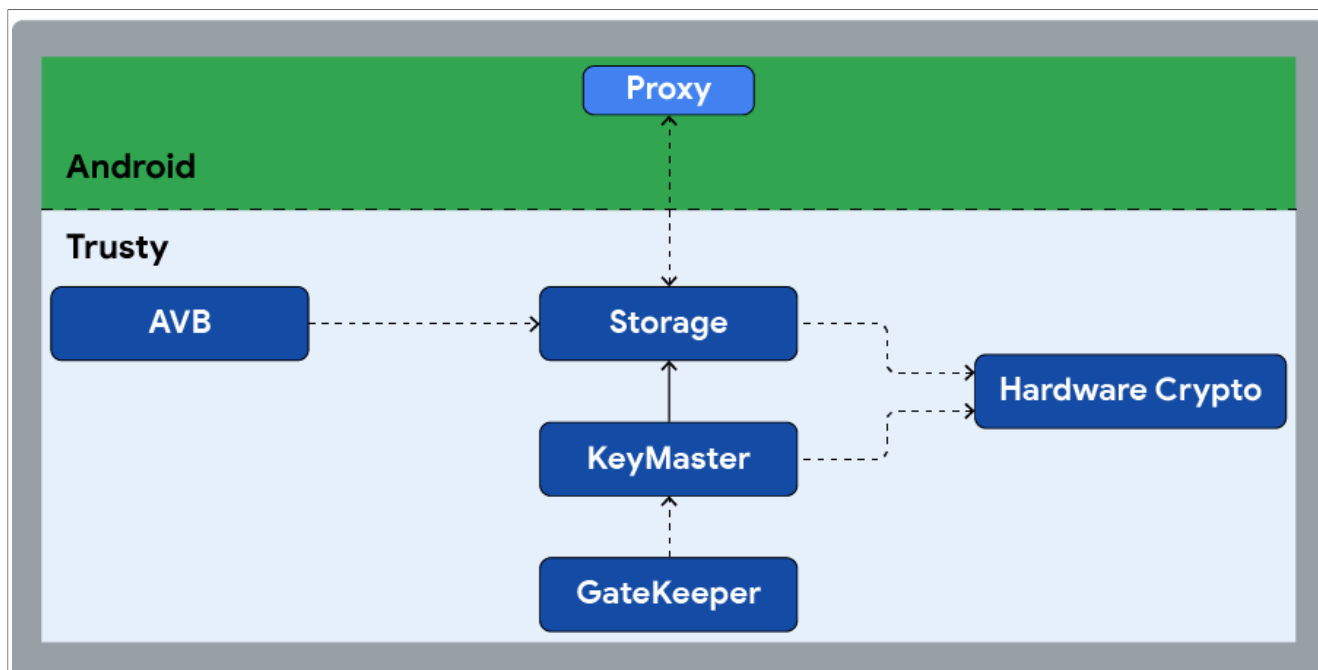 Proxy
Android
Trusty
AVB
Storage
Hardware Crypto
KeyMaster
GateKeeper